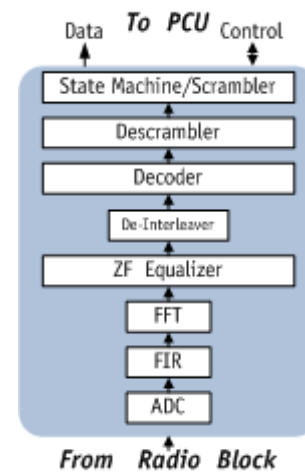 Data To PCU Control
State Machine/Scrambler
Descrambler
Decoder
De-Interleaver
ZF Equalizer
FFT
FIR
ADC
From Radio Block